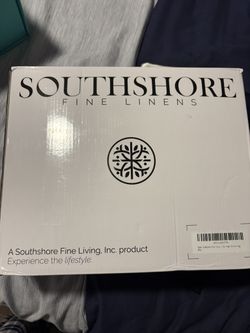 SOUTHSHORE
FINE LINENS
A Southshore Fine Living, Inc. product
Experience the lifestyle